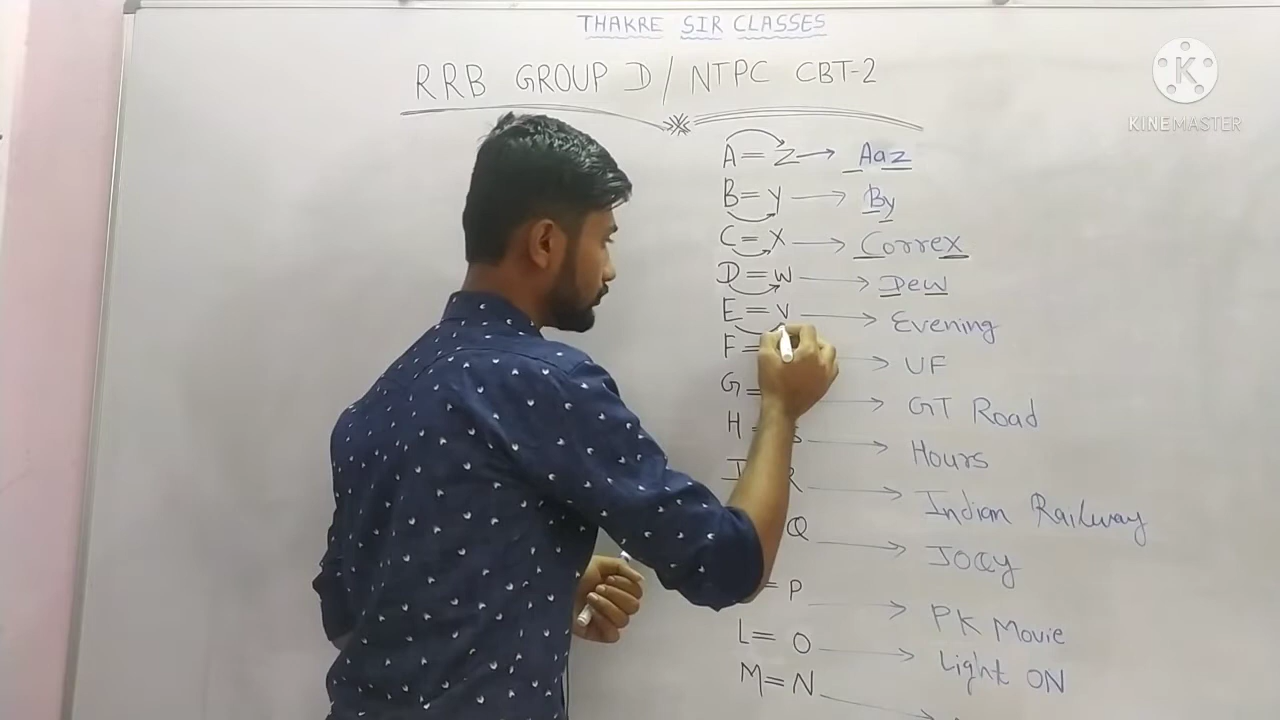 THAKRE SIR CLASSES
RRB GROUP D / NTPC CBT-2
K
KINEMASTER
A = Z → Aaz
B = Y → By
C = X → Correx
D = W → Dew
E = V → Evening
F = → UF
G = → GT Road
H = S → Hours
I R → Indian Railway
Q → JOQy
= P → PK Movie
L = O → Light ON
M = N